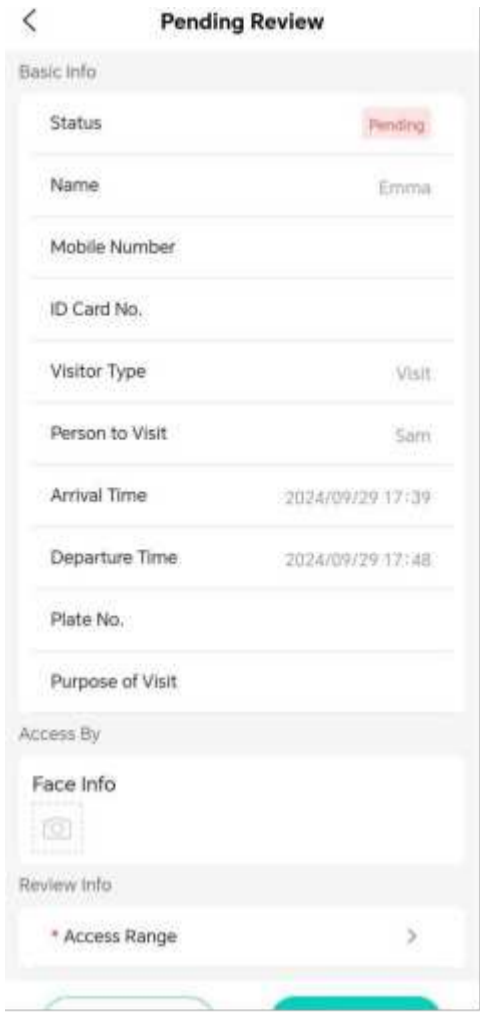 Pending Review
Basic Info
Status Pending
Name Emma
Mobile Number
ID Card No.
Visitor Type Visit
Person to Visit Sam
Arrival Time 2024/09/29 17:39
Departure Time 2024/09/29 17:48
Plate No.
Purpose of Visit
Access By
Face Info
Review Info
* Access Range